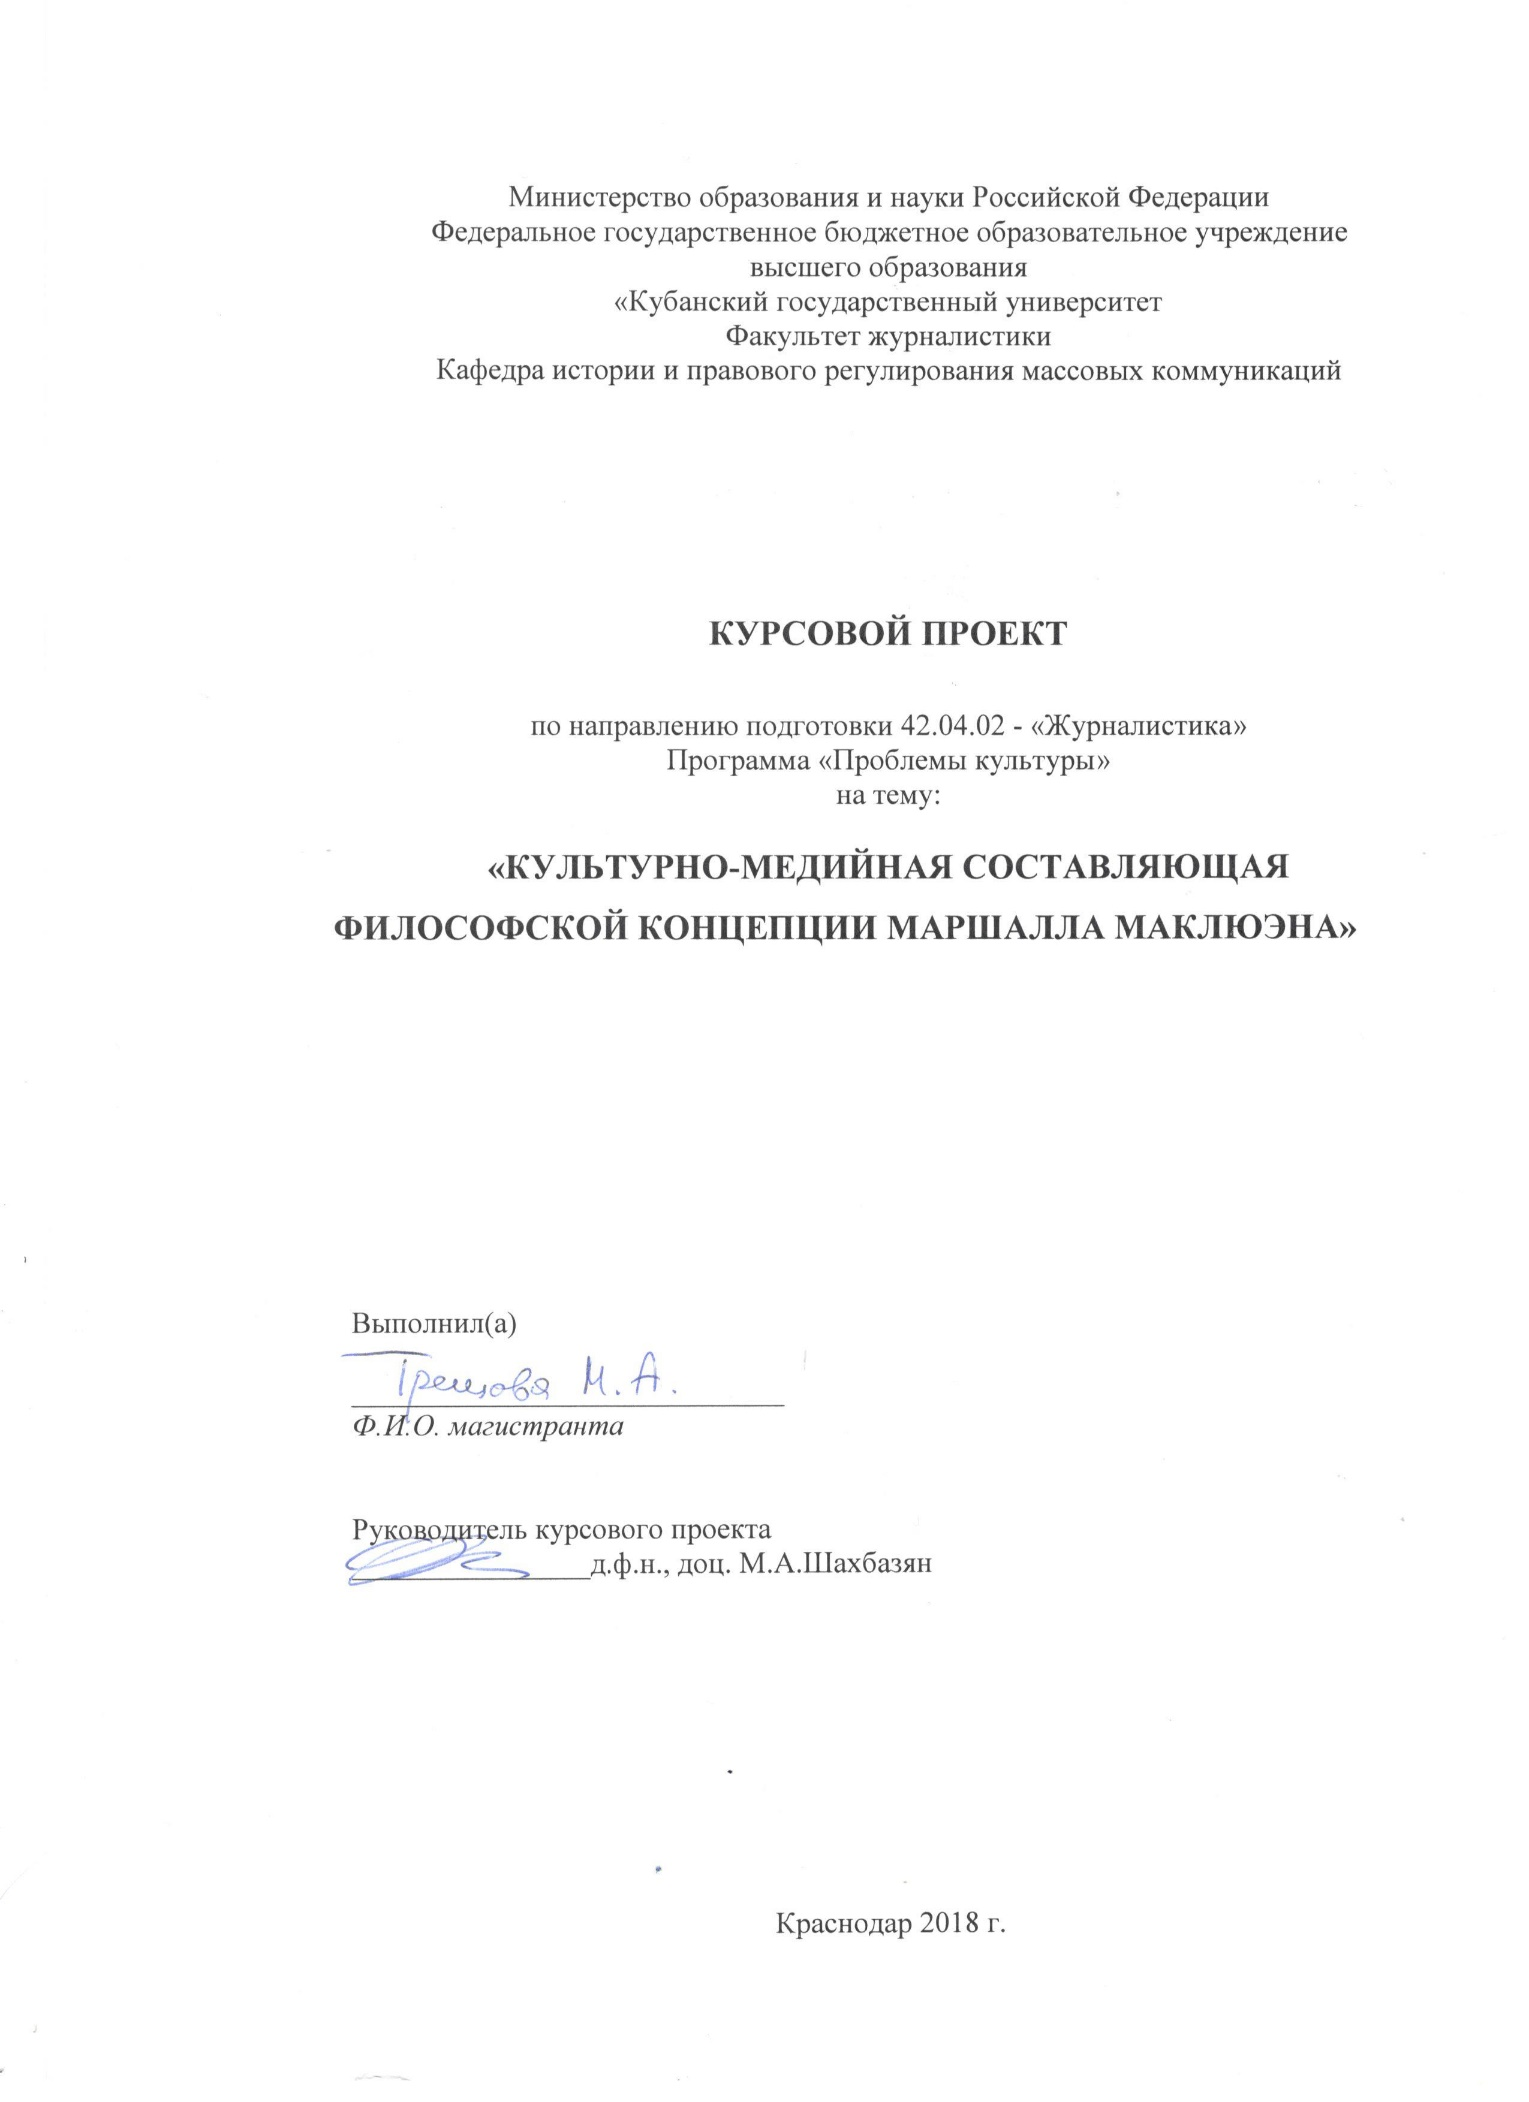 Министерство образования и науки Российской Федерации
Федеральное государственное бюджетное образовательное учреждение
высшего образования
«Кубанский государственный университет
Факультет журналистики
Кафедра истории и правового регулирования массовых коммуникаций
КУРСОВОЙ ПРОЕКТ
по направлению подготовки 42.04.02 - «Журналистика»
Программа «Проблемы культуры»
на тему:
«КУЛЬТУРНО-МЕДИЙНАЯ СОСТАВЛЯЮЩАЯ
ФИЛОСОФСКОЙ КОНЦЕПЦИИ МАРШАЛЛА МАКЛЮЭНА»
Выполнил(а)
Трещова М. А.
Ф.И.О. магистранта
Руководитель курсового проекта
д.ф.н., доц. М.А.Шахбазян
Краснодар 2018 г.